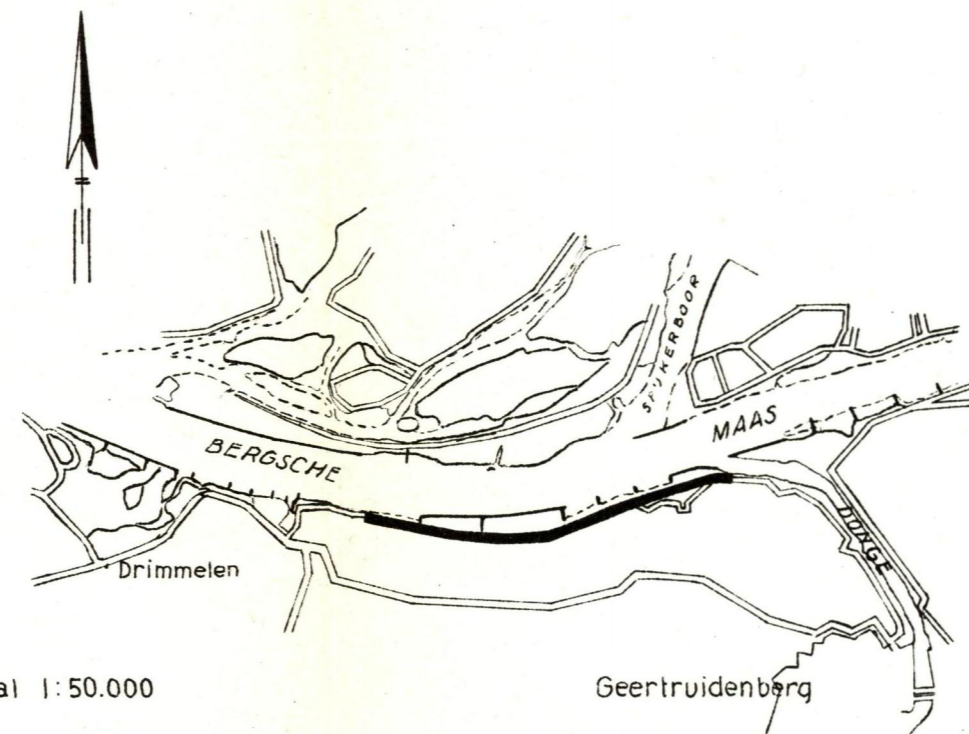 SPIJKERBOOR
MAAS
BERGSCHE
DONGE
Drimmelen
al 1:50.000
Geertruidenberg